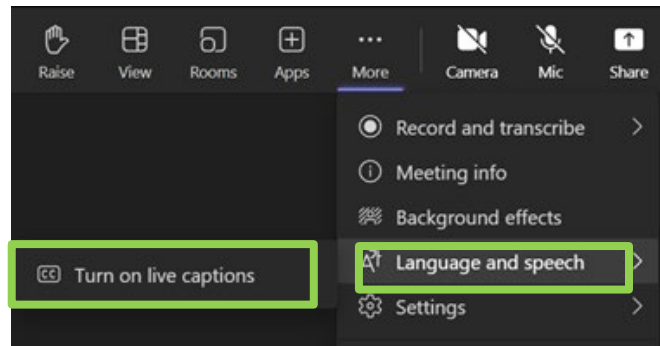 Raise View Rooms Apps More Camera Mic Share
Record and transcribe
Meeting info
Background effects
Language and speech
CC Turn on live captions
Settings